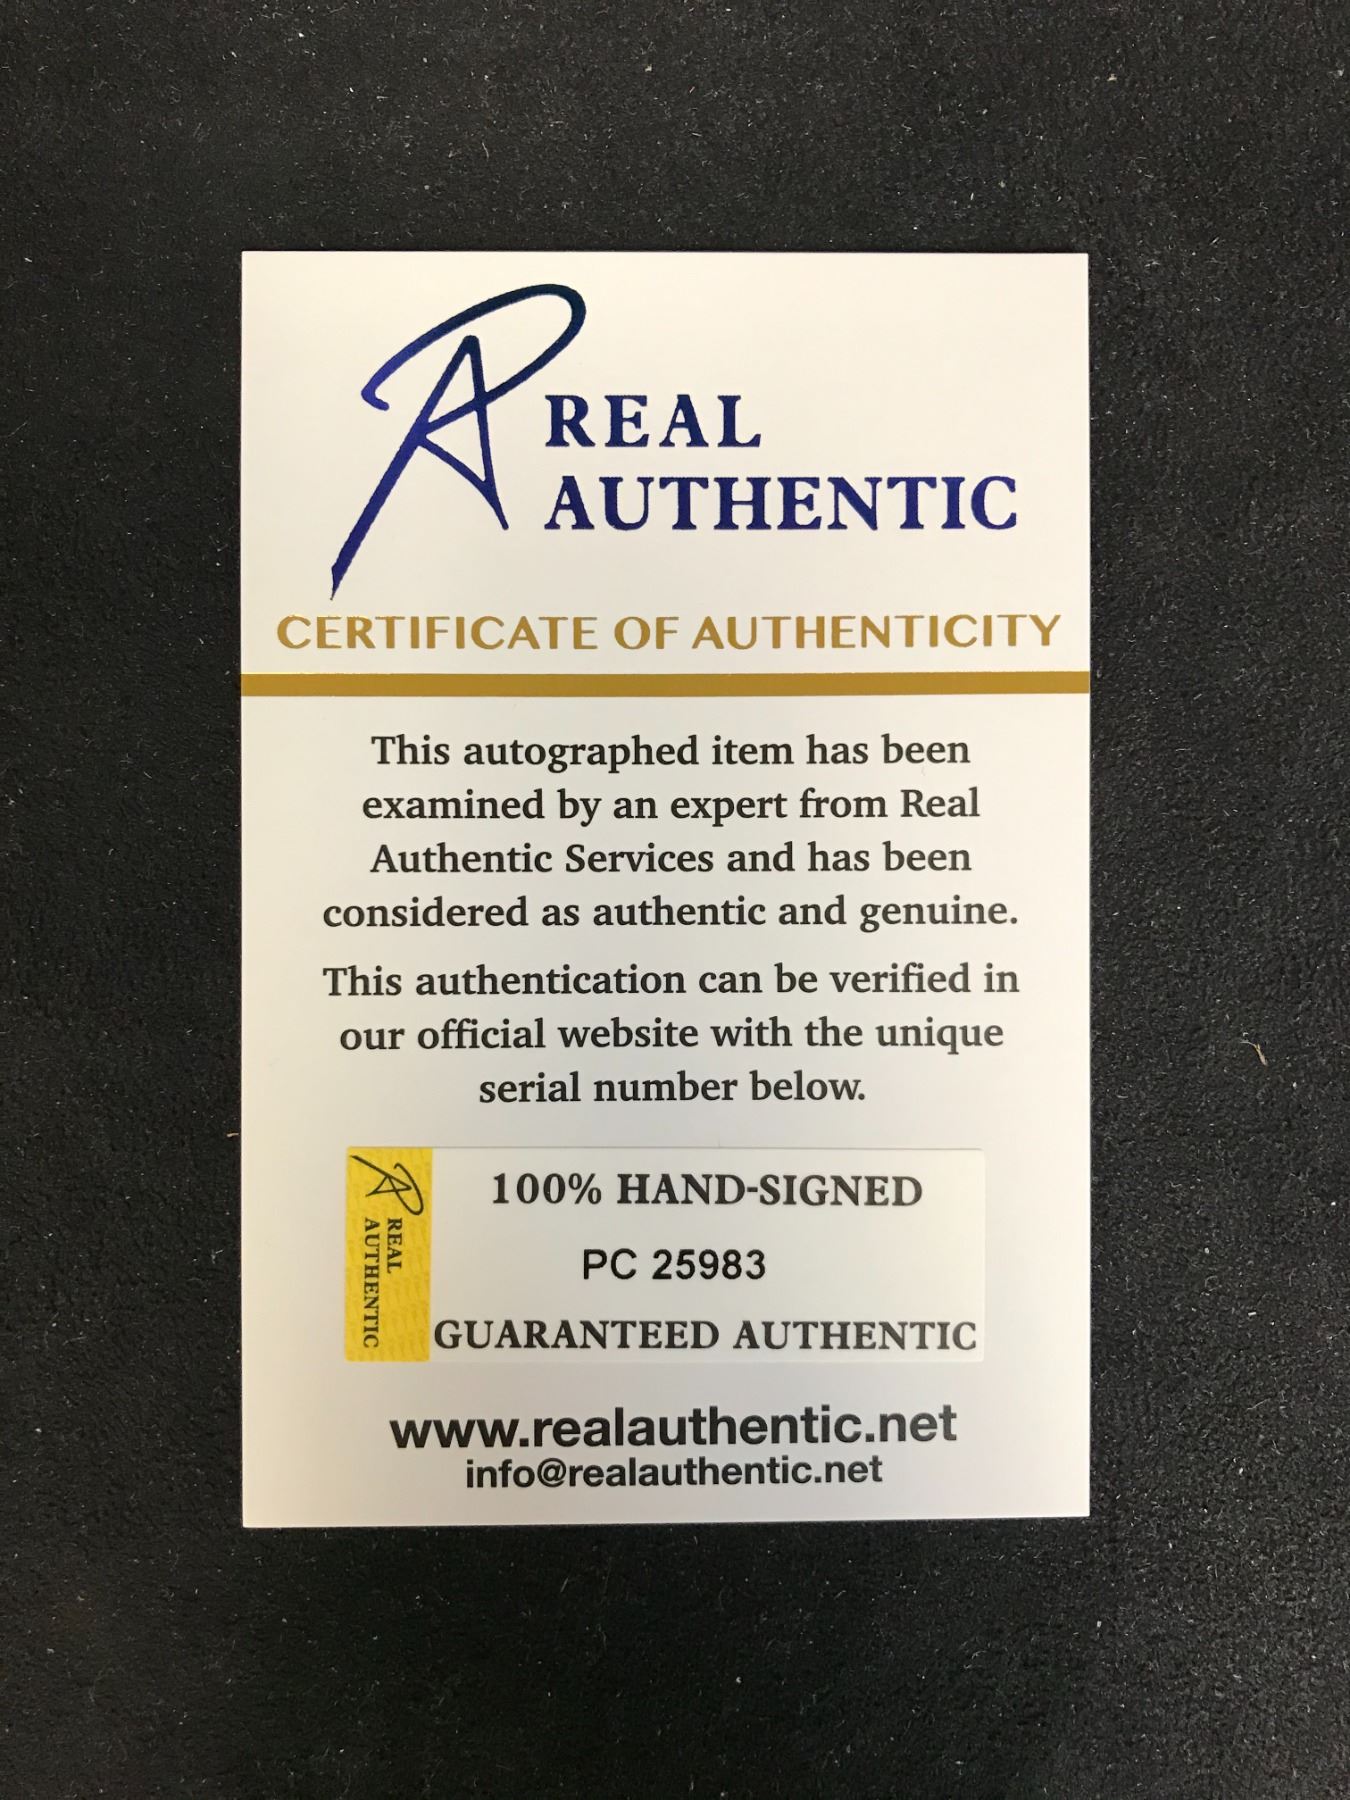 RA REAL
AUTHENTIC
CERTIFICATE OF AUTHENTICITY
This autographed item has been
examined by an expert from Real
Authentic Services and has been
considered as authentic and genuine.
This authentication can be verified in
our official website with the unique
serial number below.
RA REAL
AUTHENTIC
100% HAND-SIGNED
PC 25983
GUARANTEED AUTHENTIC
www.realauthentic.net
info@realauthentic.net